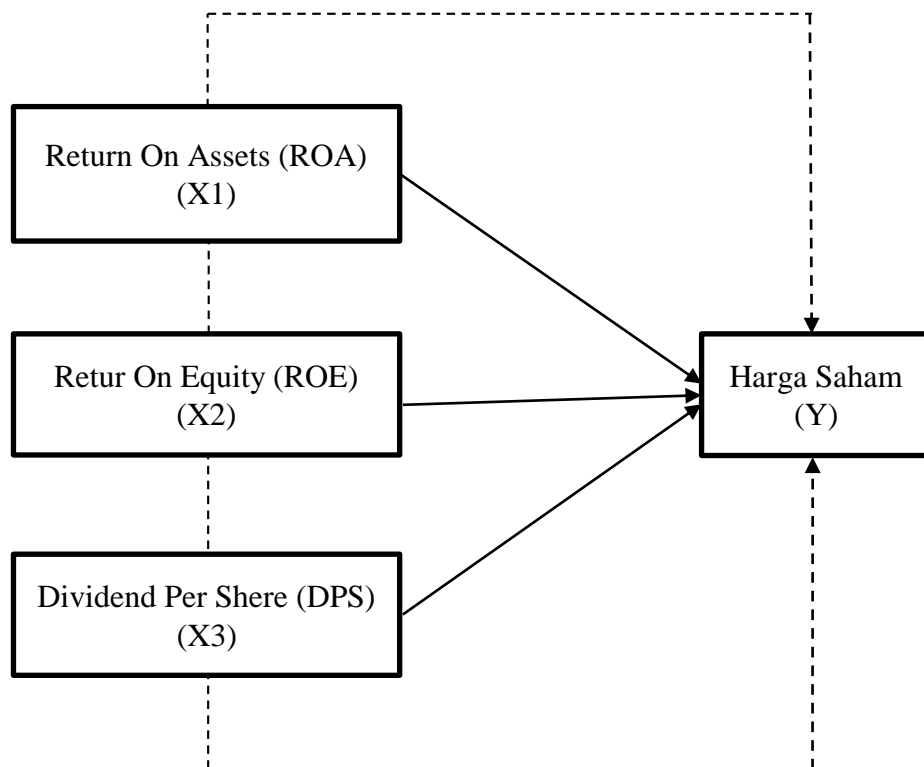 Return On Assets (ROA)
(X1)
Retur On Equity (ROE)
(X2)
Harga Saham
(Y)
Dividend Per Shere (DPS)
(X3)